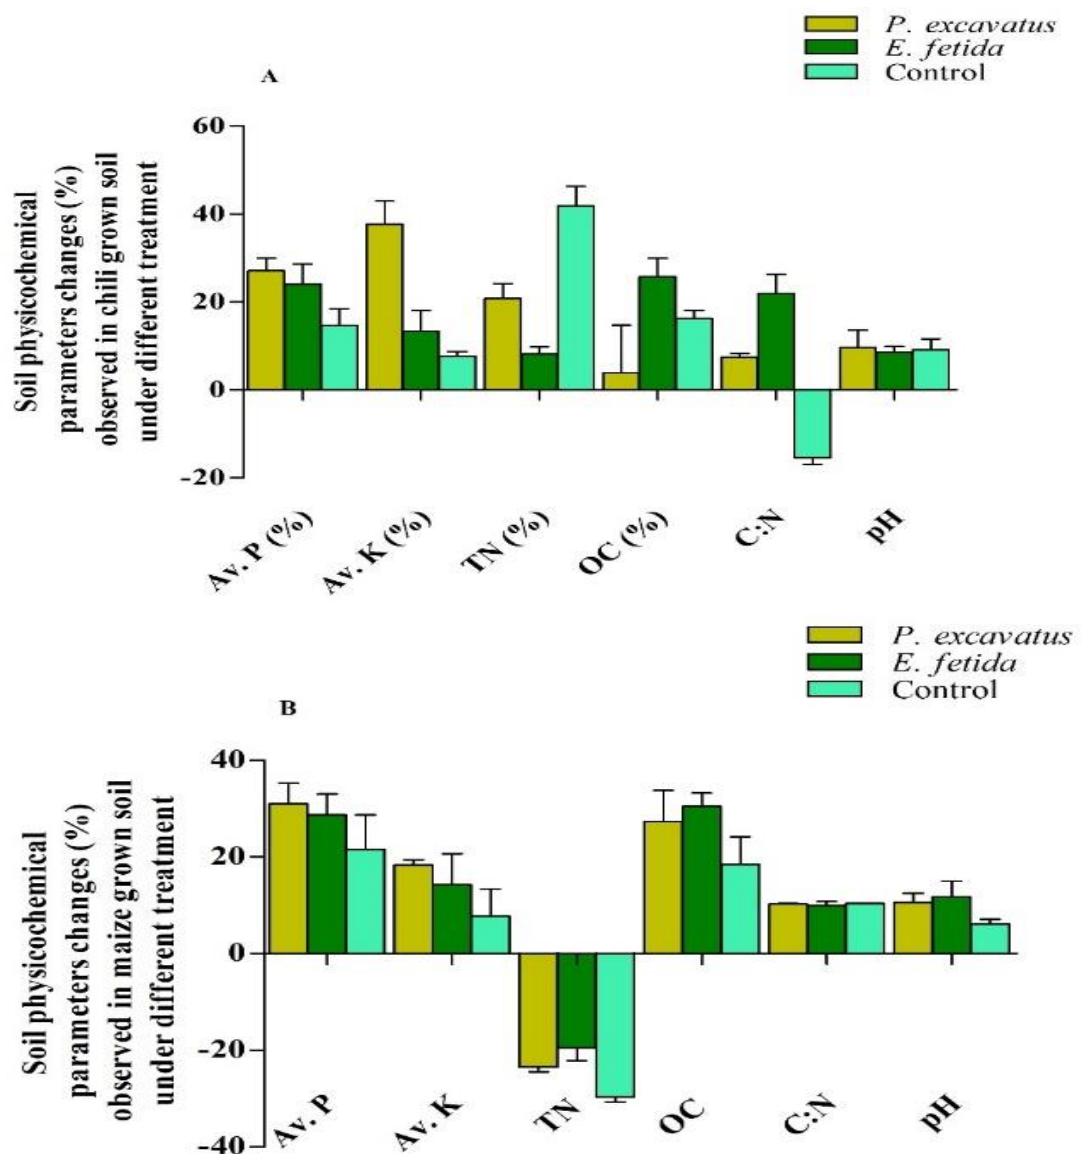 P. excavatus
E. fetida
Control
A
Soil physicochemical
parameters changes (%)
observed in chili grown soil
under different treatment
60
40
20
0
-20
Av. P (%)
Av. K (%)
TN (%)
OC (%)
C:N
pH
P. excavatus
E. fetida
Control
B
Soil physicochemical
parameters changes (%)
observed in maize grown soil
under different treatment
40
20
0
-20
-40
Av. P
Av. K
TN
OC
C:N
pH